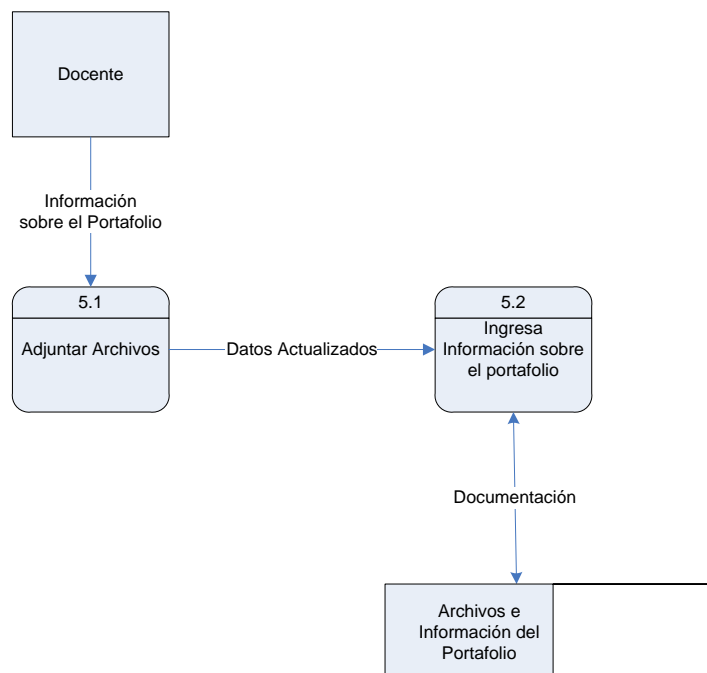 Docente
Información
sobre el Portafolio
5.1
Adjuntar Archivos
Datos Actualizados
5.2
Ingresa
Información sobre
el portafolio
Documentación
Archivos e
Información del
Portafolio